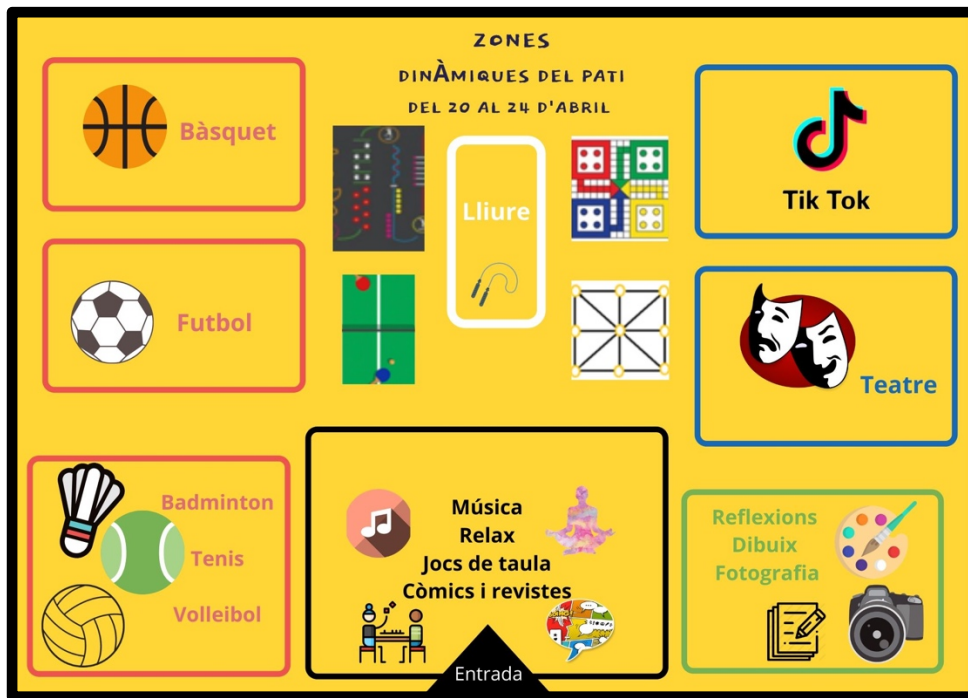 ZONES
DINÀMIQUES DEL PATI
DEL 20 AL 24 D'ABRIL
Bàsquet
Lliure
Tik Tok
Futbol
Teatre
Badminton
Tenis
Volleibol
Música
Relax
Jocs de taula
Còmics i revistes
Entrada
Reflexions
Dibuix
Fotografia